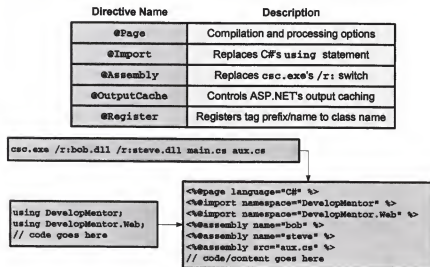 Directive Name Description
@Page Compilation and processing options
@Import Replaces C#'s using statement
@Assembly Replaces csc.exe's /r: switch
@OutputCache Controls ASP.NET's output caching
@Register Registers tag prefix/name to class name
csc.exe /r:bob.dll /r:steve.dll main.cs aux.cs
using DevelopMentor;
using DevelopMentor.Web;
// code goes here
<%@page language="C#" %>
<%@import namespace="DevelopMentor" %>
<%@import namespace="DevelopMentor.Web" %>
<%@assembly name="bob" %>
<%@assembly name="steve" %>
<%@assembly src="aux.cs" %>
// code/content goes here